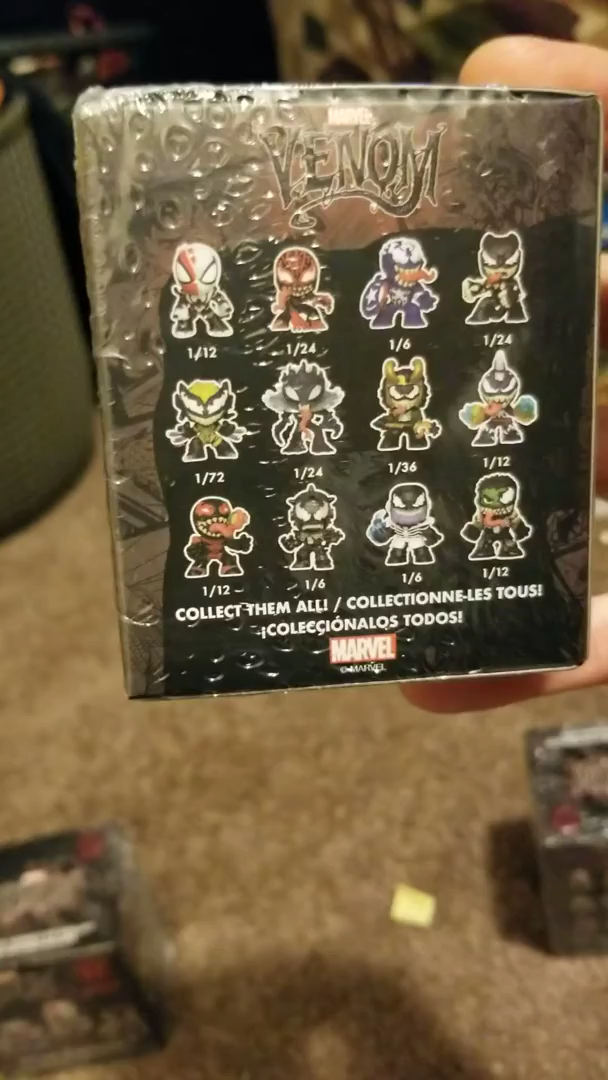 MARVEL
VENOM
1/12 1/24 1/6 1/24
1/72 1/24 1/36 1/12
1/12 1/6 1/6 1/12
COLLECT THEM ALL! / COLLECTIONNE-LES TOUS!
¡COLECCIÓNALOS TODOS!
MARVEL
© MARVEL